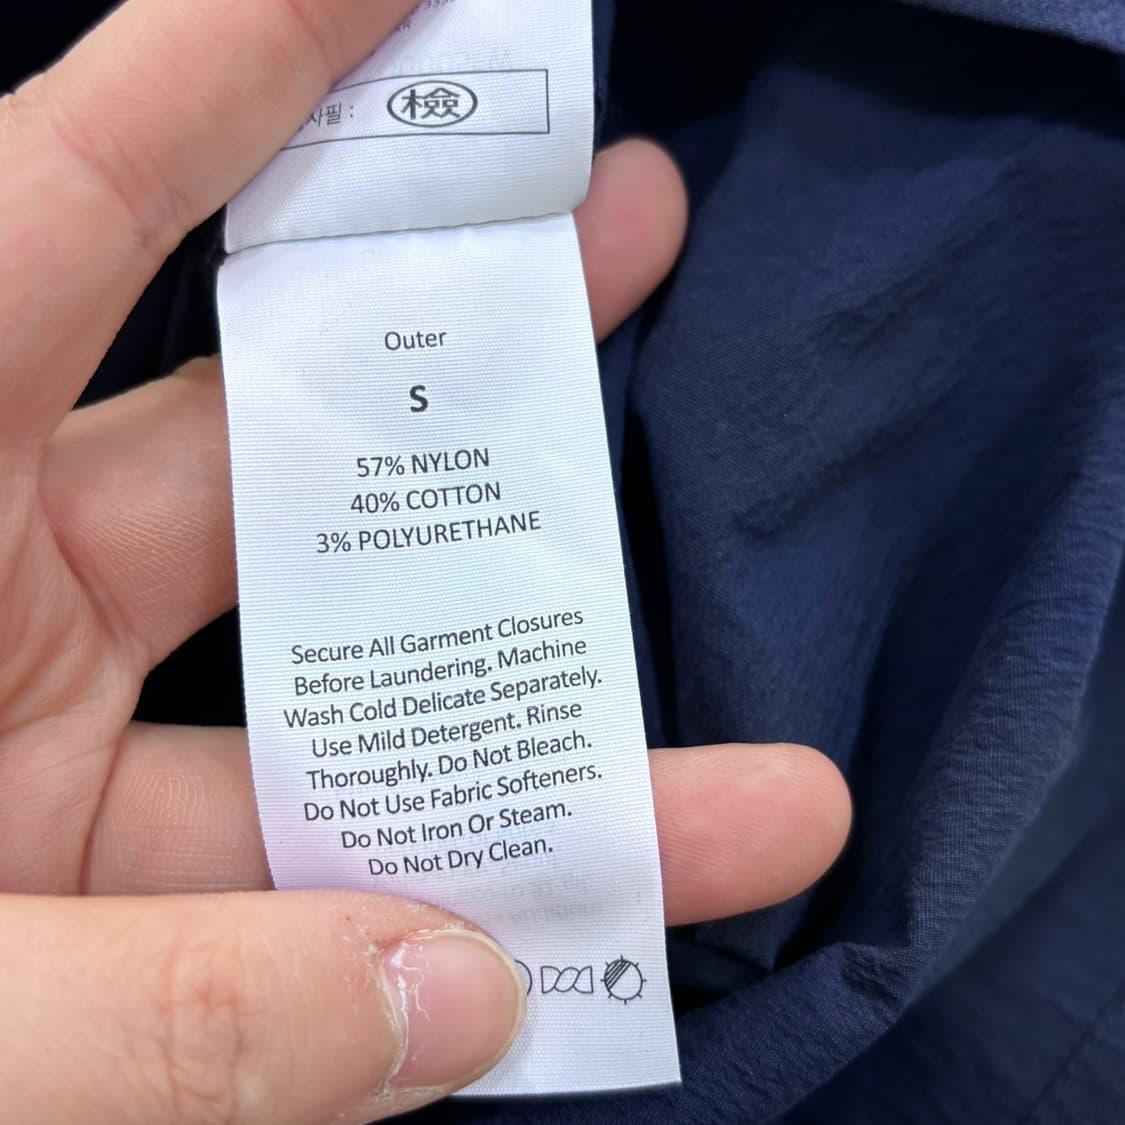 사필 :
檢
Outer
S
57% NYLON
40% COTTON
3% POLYURETHANE
Secure All Garment Closures
Before Laundering. Machine
Wash Cold Delicate Separately.
Use Mild Detergent. Rinse
Thoroughly. Do Not Bleach.
Do Not Use Fabric Softeners.
Do Not Iron Or Steam.
Do Not Dry Clean.